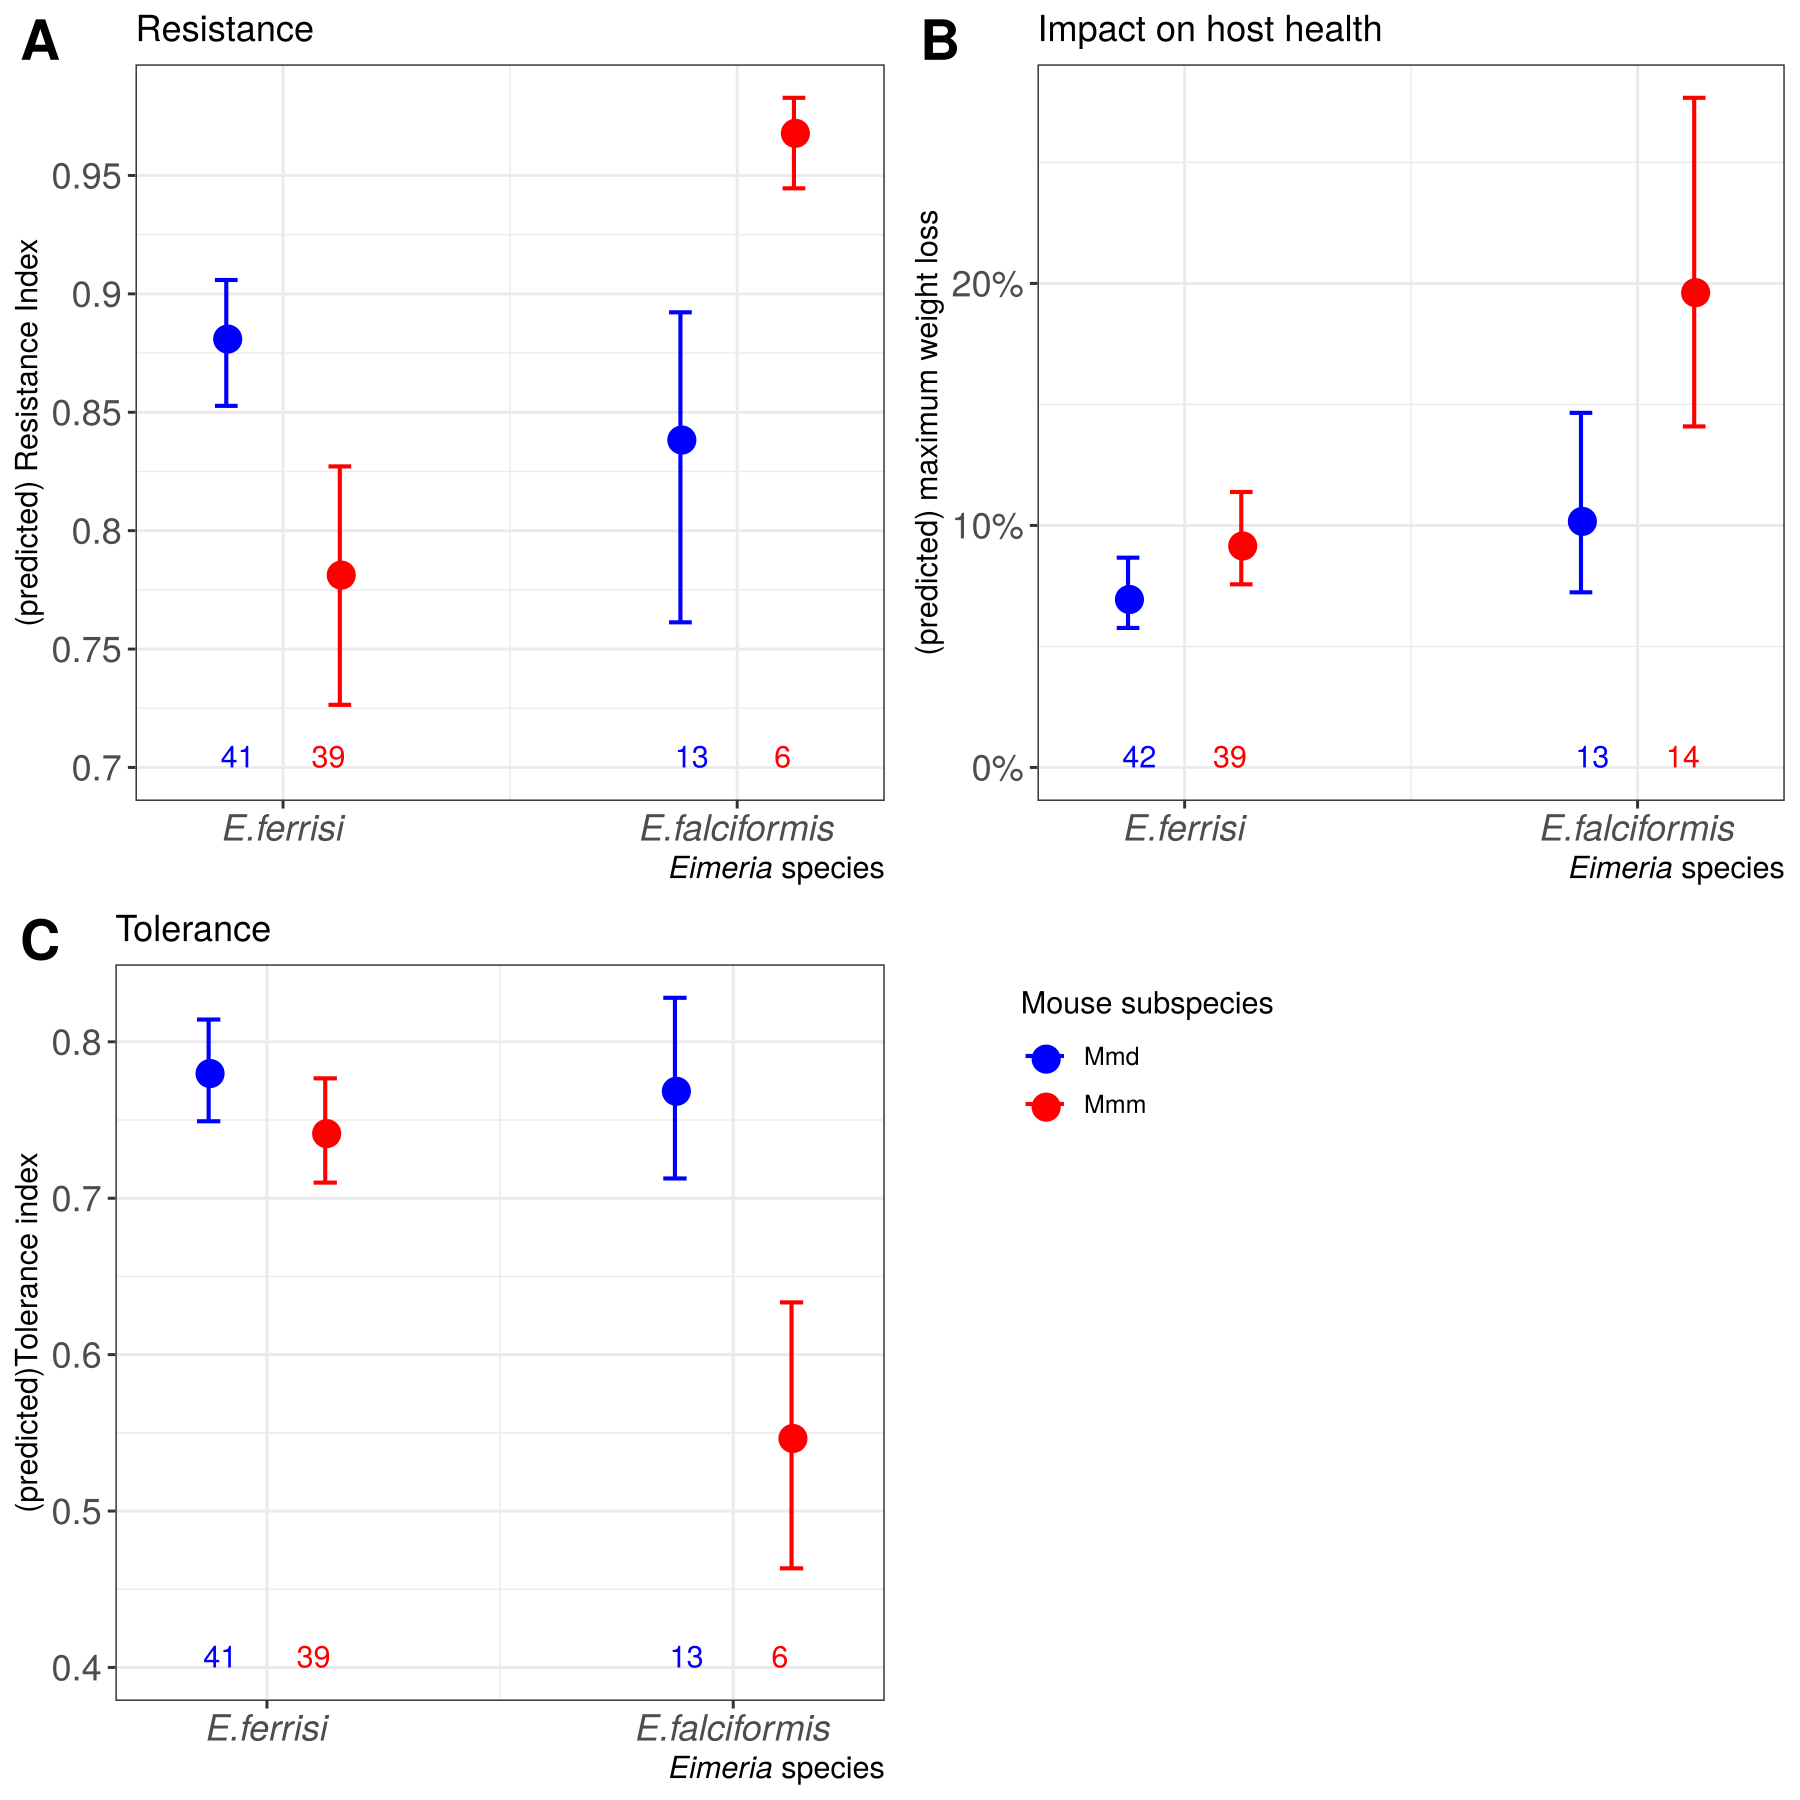 A
Resistance
(predicted) Resistance Index
0.95
0.9
0.85
0.8
0.75
0.7
41
39
13
6
E.ferrisi
E.falciformis
Eimeria species
B
Impact on host health
(predicted) maximum weight loss
20%
10%
0%
42
39
13
14
E.ferrisi
E.falciformis
Eimeria species
C
Tolerance
(predicted)Tolerance index
0.8
0.7
0.6
0.5
0.4
41
39
13
6
E.ferrisi
E.falciformis
Eimeria species
Mouse subspecies
Mmd
Mmm